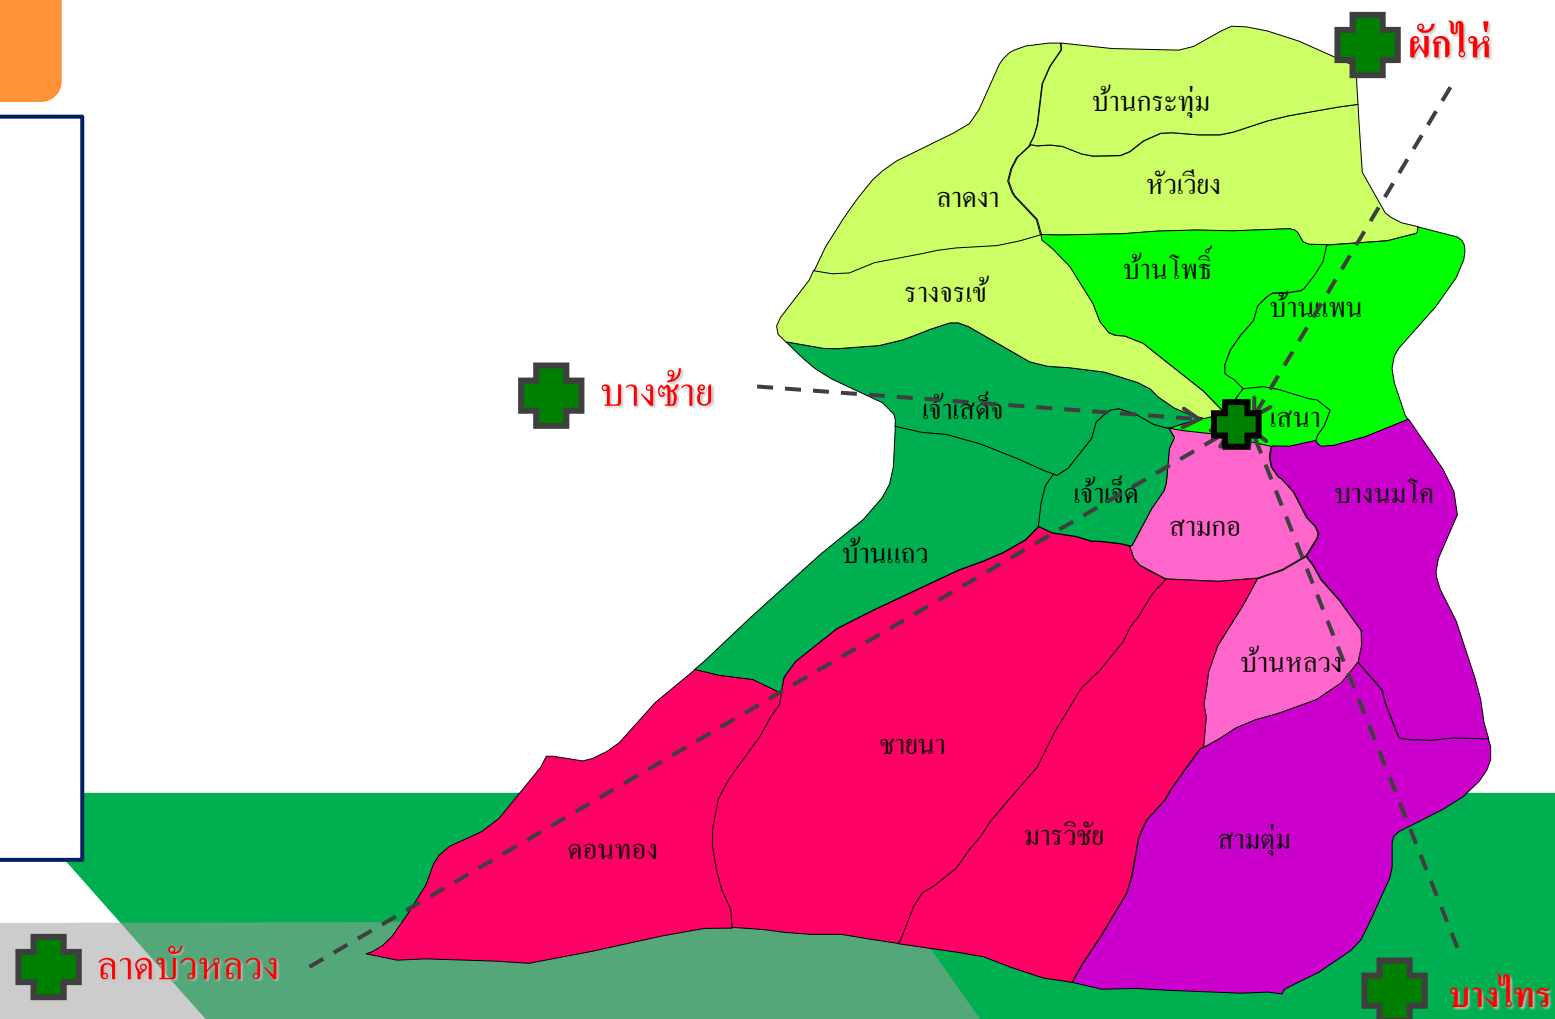 ผักไห่
บ้านกระทุ่ม
หัวเวียง
ลาดงา
บ้านโพธิ์
รางจรเข้
บ้านแพน
บางซ้าย
เจ้าเสด็จ
เสนา
เจ้าเจ็ด
บางนมโค
สามกอ
บ้านแถว
บ้านหลวง
ชายนา
มารวิชัย
สามตุ่ม
ดอนทอง
ลาดบัวหลวง
บางไทร